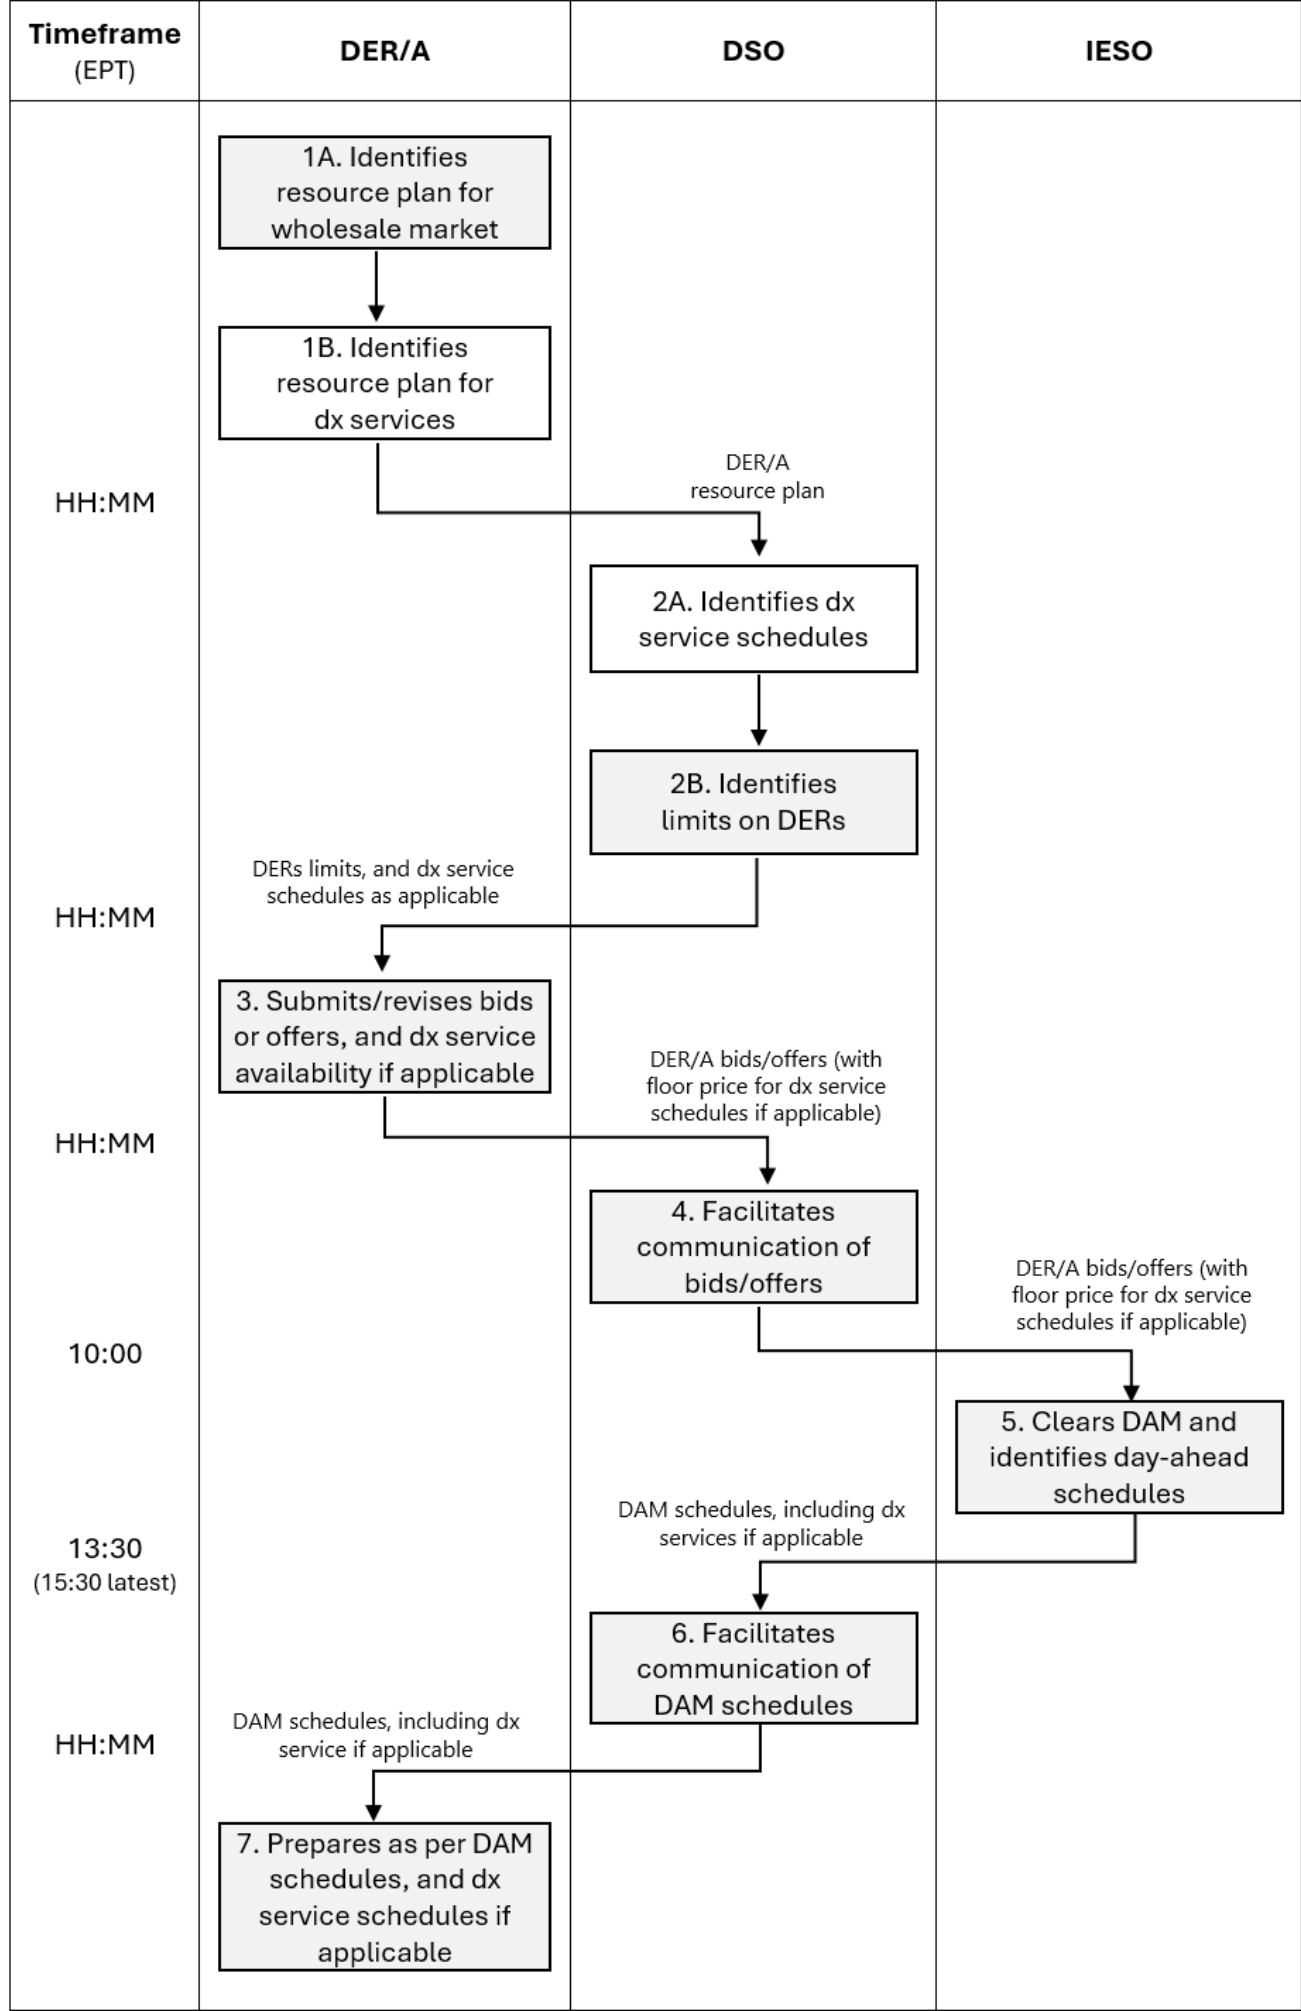 Timeframe
(EPT)
DER/A
DSO
IESO
1A. Identifies
resource plan for
wholesale market
1B. Identifies
resource plan for
dx services
DER/A
resource plan
HH:MM
2A. Identifies dx
service schedules
2B. Identifies
limits on DERs
DERs limits, and dx service
schedules as applicable
HH:MM
3. Submits/revises bids
or offers, and dx service
availability if applicable
DER/A bids/offers (with
floor price for dx service
schedules if applicable)
HH:MM
4. Facilitates
communication of
bids/offers
DER/A bids/offers (with
floor price for dx service
schedules if applicable)
10:00
5. Clears DAM and
identifies day-ahead
schedules
DAM schedules, including dx
services if applicable
13:30
(15:30 latest)
6. Facilitates
communication of
DAM schedules
DAM schedules, including dx
service if applicable
HH:MM
7. Prepares as per DAM
schedules, and dx
service schedules if
applicable